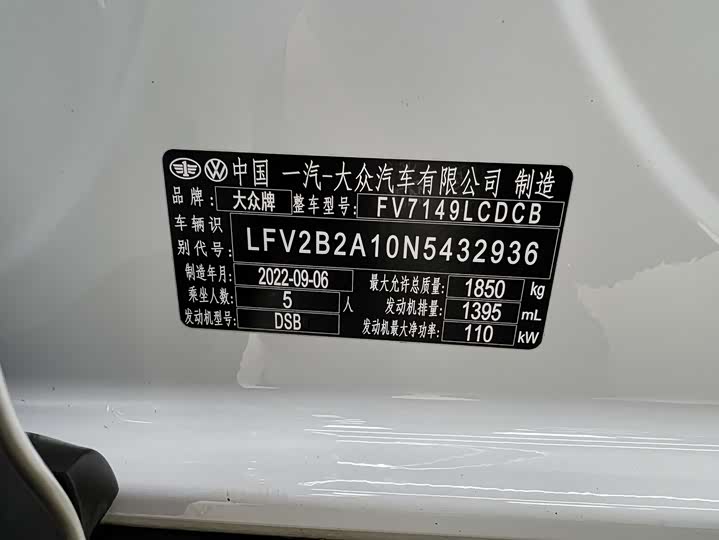 中国 一汽-大众汽车有限公司 制造
品牌: 大众牌 整车型号: FV7149LCDCB
车辆识别代号: LFV2B2A10N5432936
制造年月: 2022-09-06 最大允许总质量: 1850 kg
乘坐人数: 5 人 发动机排量: 1395 mL
发动机型号: DSB 发动机最大净功率: 110 kW